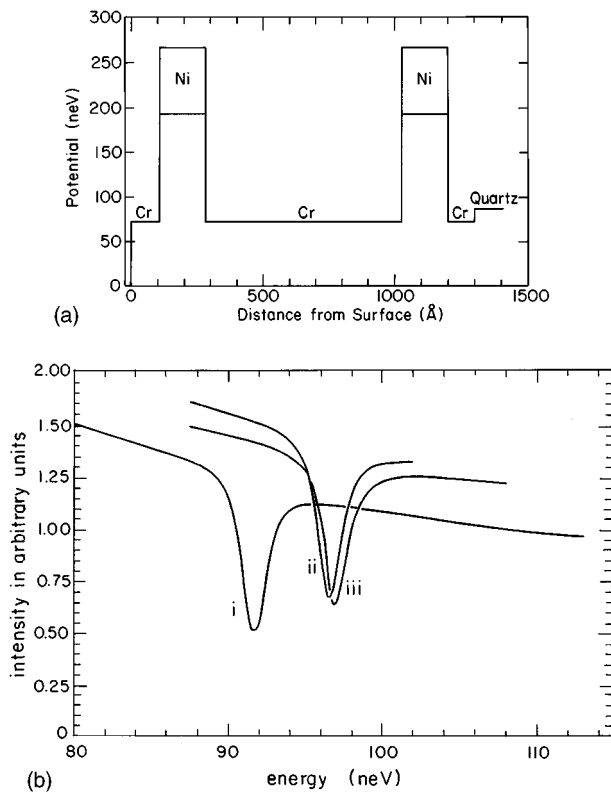 300
250
200
150
100
50
0
Potential (neV)
Ni
Ni
Cr
Cr
Cr
Quartz
0
500
1000
1500
Distance from Surface (Å)
(a)
2.00
1.50
1.25
1.00
0.75
0.50
0.25
0
intensity in arbitrary units
i
ii
iii
80
90
100
110
energy (neV)
(b)